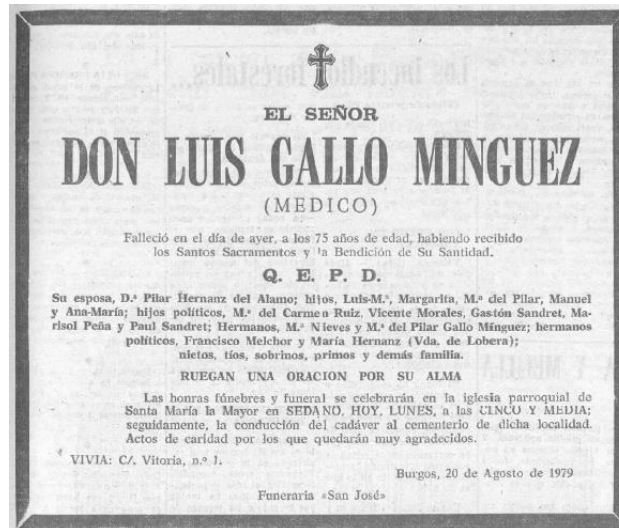 EL SEÑOR
DON LUIS GALLO MINGUEZ
(MEDICO)
Falleció en el día de ayer, a los 75 años de edad, habiendo recibido
los Santos Sacramentos y la Bendición de Su Santidad.
Q. E. P. D.
Su esposa, D.ª Pilar Hernanz del Alamo; hijos, Luis-M.ª, Margarita, M.ª del Pilar, Manuel
y Ana-María; hijos políticos, M.ª del Carmen Ruiz, Vicente Morales, Gastón Sandret, Ma-
risol Peña y Paul Sandret; Hermanos, M.ª Nieves y M.ª del Pilar Gallo Mínguez; hermanos
políticos, Francisco Melchor y María Hernanz (Vda. de Lobera);
nietos, tíos, sobrinos, primos y demás familia.
RUEGAN UNA ORACION POR SU ALMA
Las honras fúnebres y funeral se celebrarán en la iglesia parroquial de
Santa María la Mayor en SEDANO, HOY, LUNES, a las CINCO Y MEDIA;
seguidamente, la conducción del cadáver al cementerio de dicha localidad.
Actos de caridad por los que quedarán muy agradecidos.
VIVIA: C/. Vitoria, n.º 1.
Burgos, 20 de Agosto de 1979
Funeraria «San José»